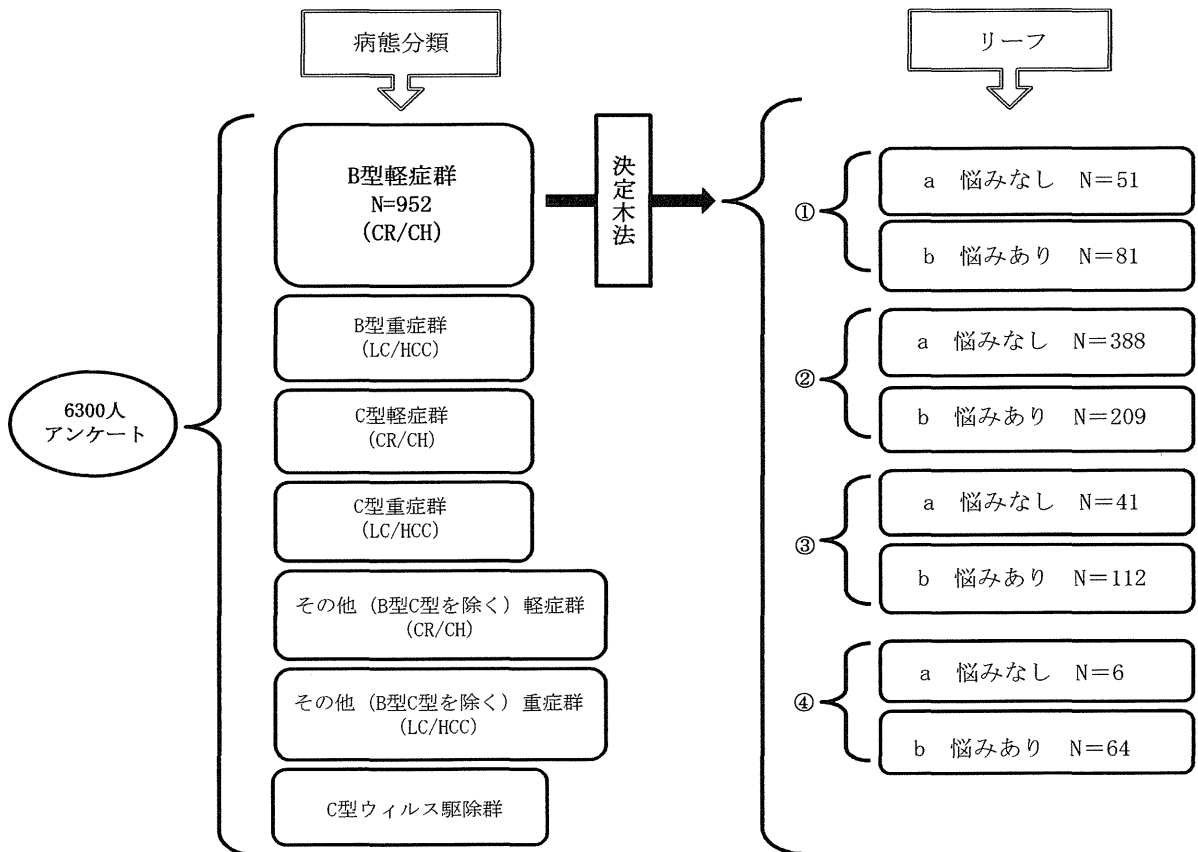 病態分類
リーフ
6300人
アンケート
B型軽症群
N=952
(CR/CH)
B型重症群
(LC/HCC)
C型軽症群
(CR/CH)
C型重症群
(LC/HCC)
その他（B型C型を除く）軽症群
(CR/CH)
その他（B型C型を除く）重症群
(LC/HCC)
C型ウィルス駆除群
決定木法
①
a 悩みなし N=51
b 悩みあり N=81
②
a 悩みなし N=388
b 悩みあり N=209
③
a 悩みなし N=41
b 悩みあり N=112
④
a 悩みなし N=6
b 悩みあり N=64